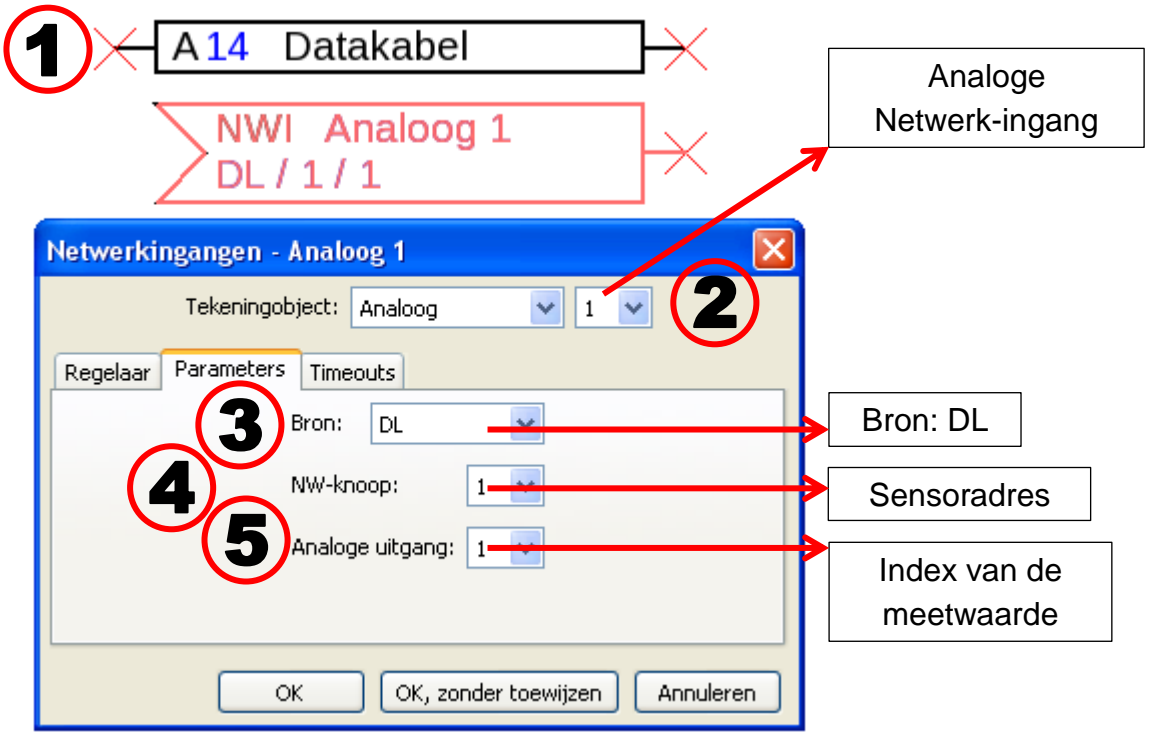 1
A 14 Datakabel
NWI Analoog 1
DL / 1 / 1
Analoge
Netwerk-ingang
Netwerkingangen - Analoog 1
Tekeningobject: Analoog 1
2
Regelaar Parameters Timeouts
3 Bron: DL
Bron: DL
4 NW-knoop: 1
Sensoradres
5 Analoge uitgang: 1
Index van de
meetwaarde
OK OK, zonder toewijzen Annuleren